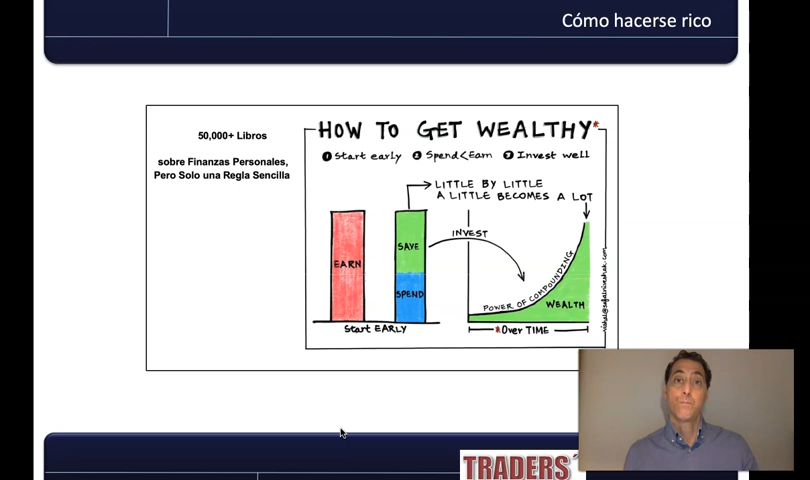 Cómo hacerse rico
50,000+ Libros
sobre Finanzas Personales,
Pero Solo una Regla Sencilla
HOW TO GET WEALTHY*
1 Start early 2 Spend<Earn 3 Invest well
LITTLE BY LITTLE
A LITTLE BECOMES A LOT
INVEST
EARN
SAVE
SPEND
POWER OF COMPOUNDING
WEALTH
Start EARLY
*Over TIME
TRADERS'